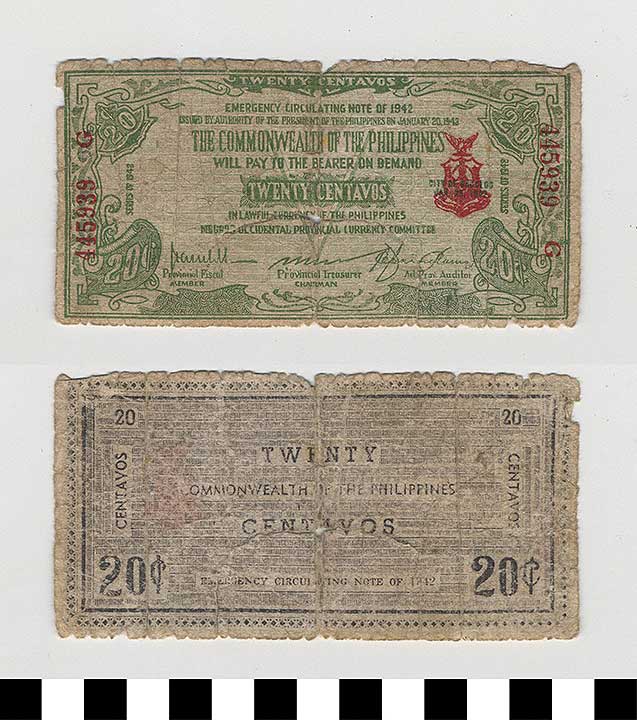 TWENTY CENTAVOS
20 20
EMERGENCY CIRCULATING NOTE OF 1942
ISSUED BY AUTHORITY OF THE PRESIDENT OF THE PHILIPPINES ON JANUARY 20, 1942
THE COMMONWEALTH OF THE PHILIPPINES
WILL PAY TO THE BEARER ON DEMAND
TWENTY CENTAVOS
IN LAWFUL CURRENCY OF THE PHILIPPINES
NEGROS OCCIDENTAL PROVINCIAL CURRENCY COMMITTEE
445939 G
SERIES OF 1942
445939 G
20¢ 20¢
Provincial Fiscal Provincial Treasurer Act. Prov. Auditor
MEMBER CHAIRMAN MEMBER
20 20
CENTAVOS
TWENTY
OMMONWEALTH OF THE PHILIPPINES
CENTAVOS
CENTAVOS
20¢ 20¢
EMERGENCY CIRCULATING NOTE OF 1942